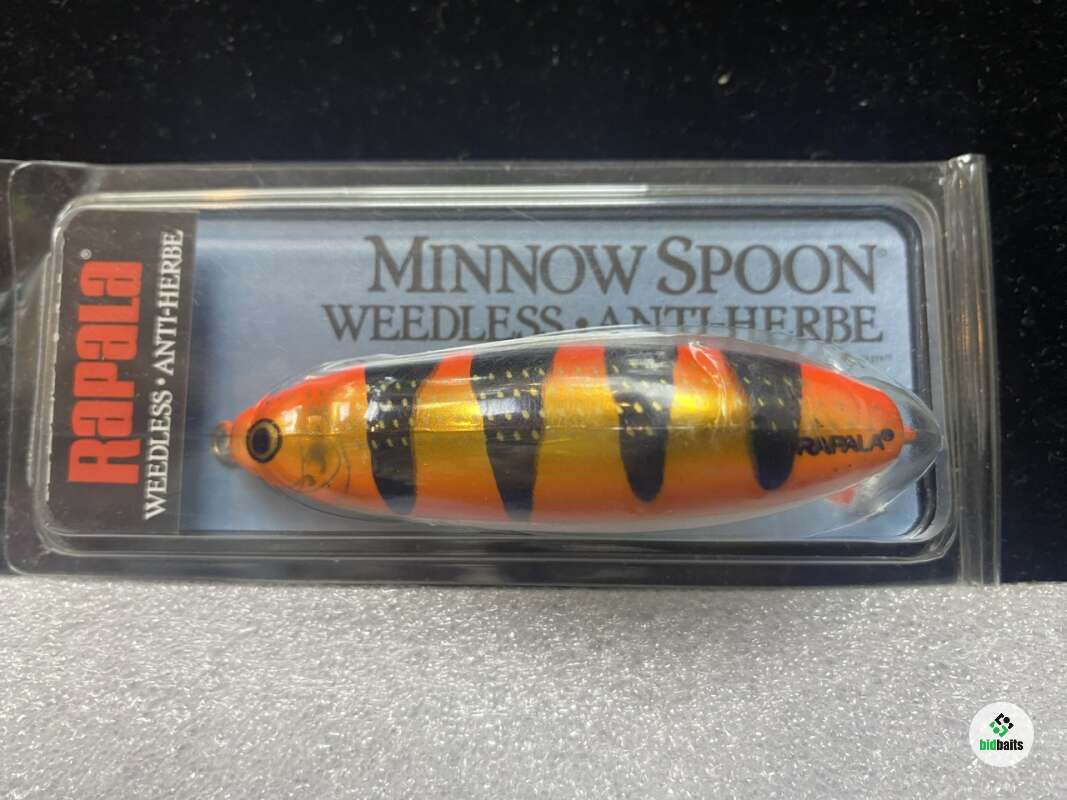 RAPALA®
WEEDLESS • ANTI-HERBE
MINNOW SPOON®
WEEDLESS • ANTI-HERBE
RAPALA®
bidbaits